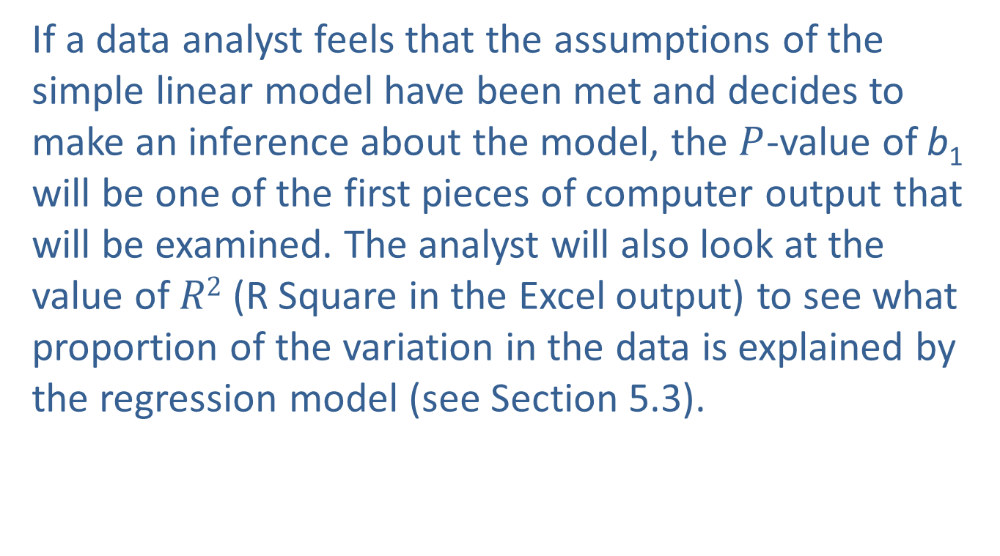 If a data analyst feels that the assumptions of the
simple linear model have been met and decides to
make an inference about the model, the P-value of b₁
will be one of the first pieces of computer output that
will be examined. The analyst will also look at the
value of R² (R Square in the Excel output) to see what
proportion of the variation in the data is explained by
the regression model (see Section 5.3).